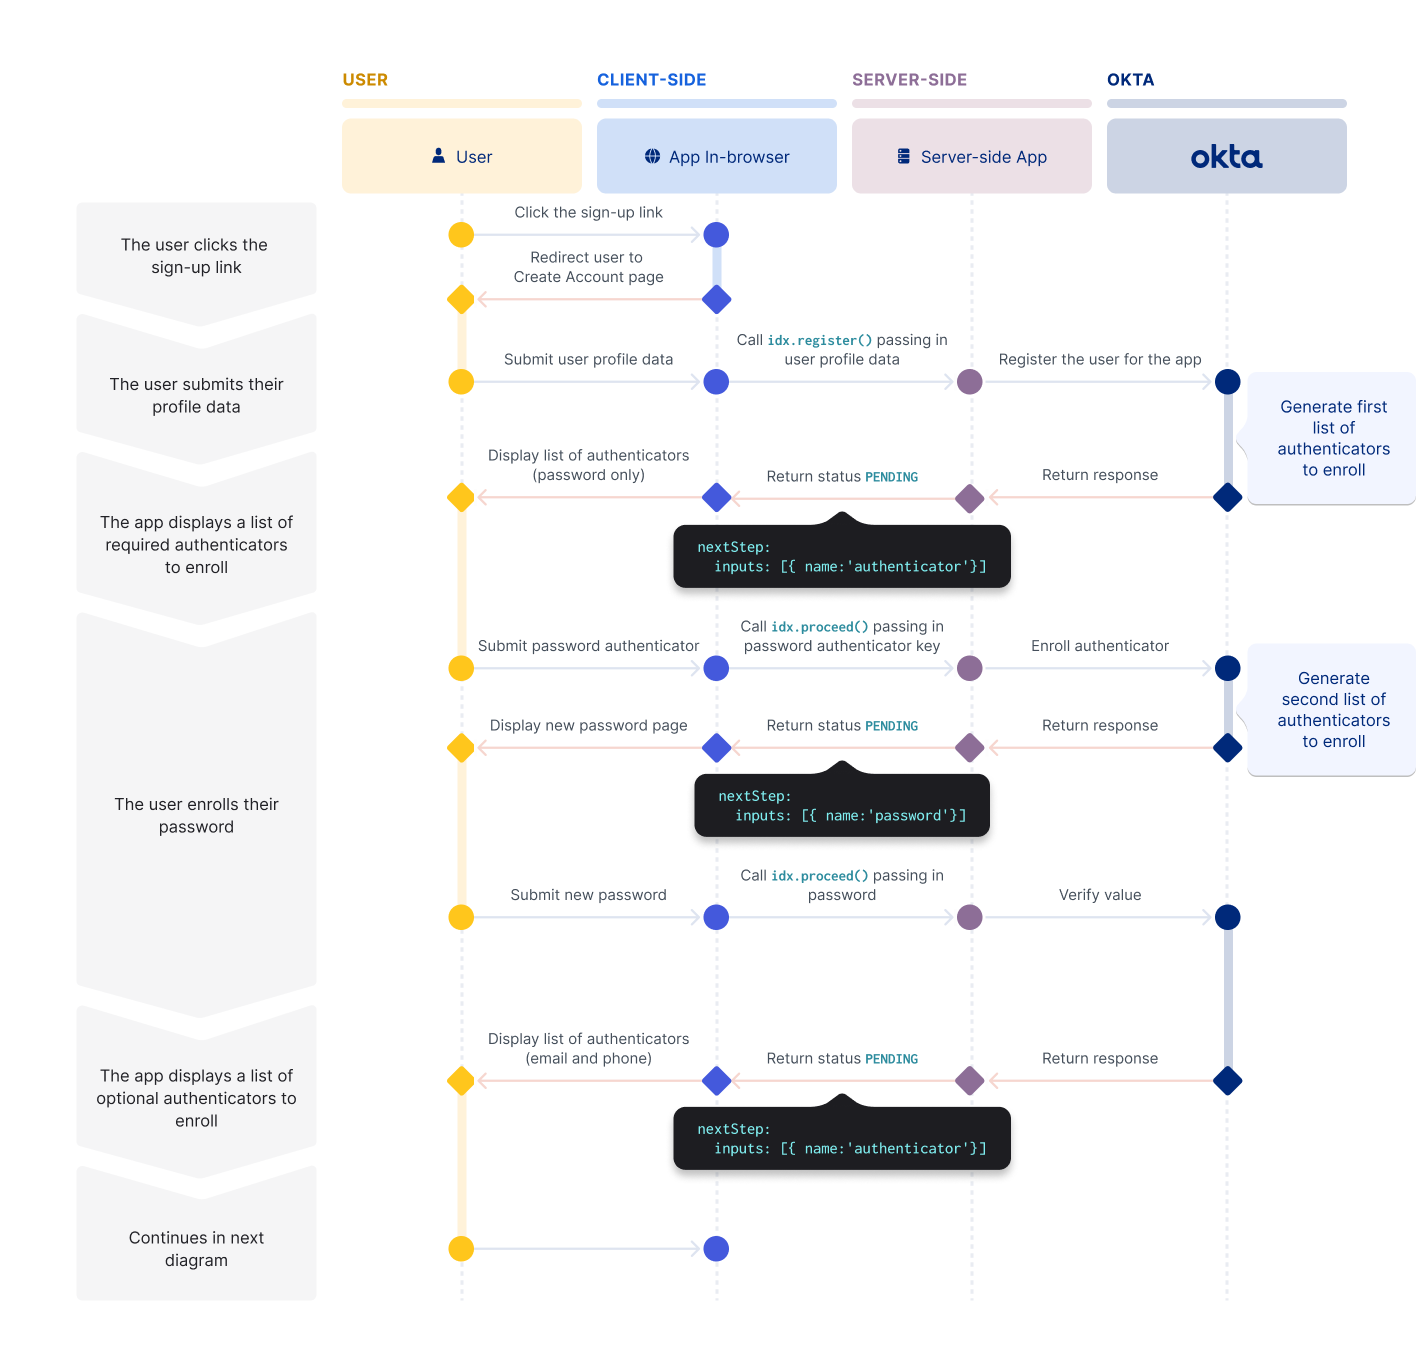 USER
CLIENT-SIDE
SERVER-SIDE
OKTA
User
App In-browser
Server-side App
okta
The user clicks the
sign-up link
Click the sign-up link
Redirect user to
Create Account page
The user submits their
profile data
Submit user profile data
Call idx.register() passing in
user profile data
Register the user for the app
Generate first
list of
authenticators
to enroll
The app displays a list of
required authenticators
to enroll
Display list of authenticators
(password only)
Return status PENDING
Return response
nextStep:
inputs: [{ name:'authenticator'}]
The user enrolls their
password
Submit password authenticator
Call idx.proceed() passing in
password authenticator key
Enroll authenticator
Generate
second list of
authenticators
to enroll
Display new password page
Return status PENDING
Return response
nextStep:
inputs: [{ name:'password'}]
Submit new password
Call idx.proceed() passing in
password
Verify value
The app displays a list of
optional authenticators to
enroll
Display list of authenticators
(email and phone)
Return status PENDING
Return response
nextStep:
inputs: [{ name:'authenticator'}]
Continues in next
diagram